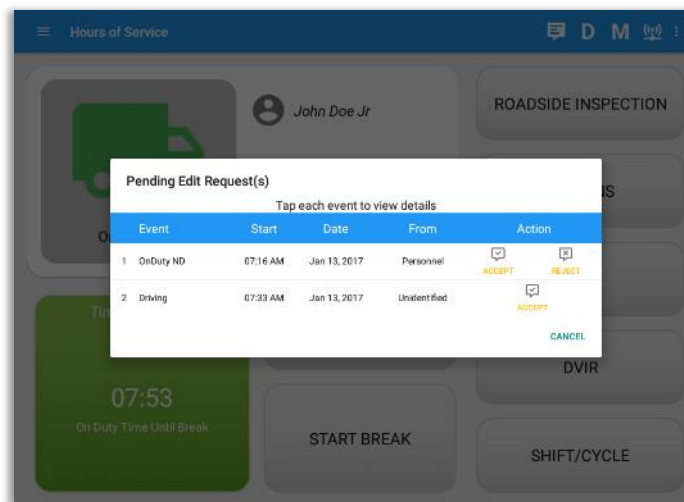 Hours of Service
D M
John Doe Jr
ROADSIDE INSPECTION
Pending Edit Request(s)
Tap each event to view details
Event Start Date From Action
1 OnDuty ND 07:16 AM Jan 13, 2017 Personnel ACCEPT REJECT
2 Driving 07:33 AM Jan 13, 2017 Unidentified ACCEPT
CANCEL
07:53
On Duty Time Until Break
START BREAK
DVIR
SHIFT/CYCLE